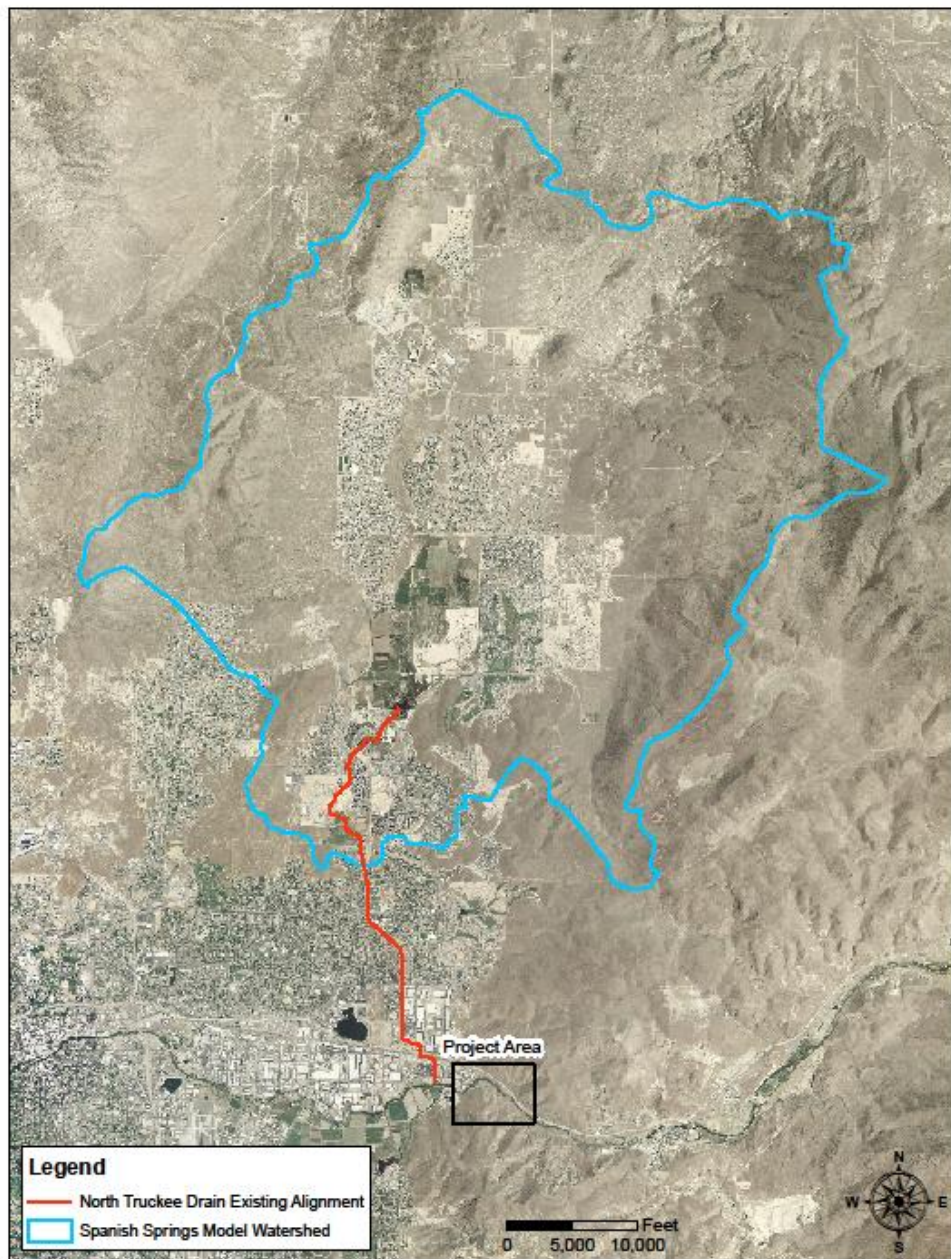 Project Area
Legend
North Truckee Drain Existing Alignment
Spanish Springs Model Watershed
N
W E
S
Feet
0 5,000 10,000